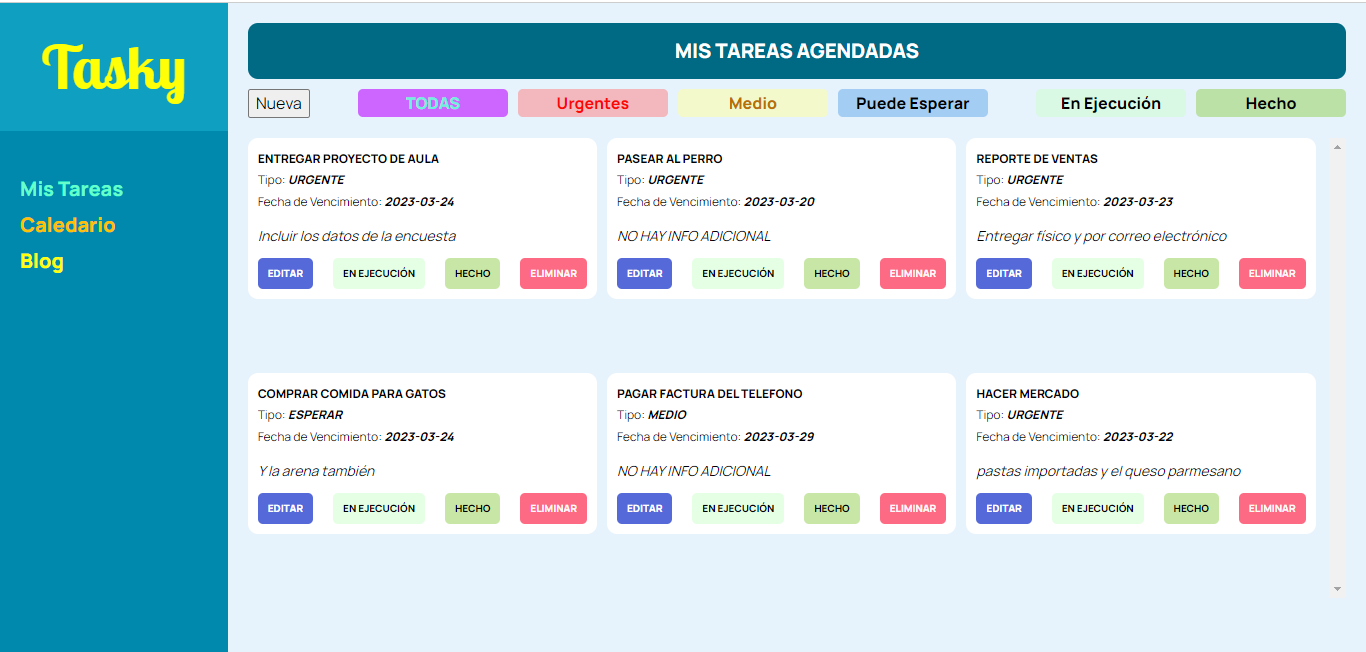 Tasky
Mis Tareas
Caledario
Blog
MIS TAREAS AGENDADAS
Nueva TODAS Urgentes Medio Puede Esperar En Ejecución Hecho
ENTREGAR PROYECTO DE AULA
Tipo: URGENTE
Fecha de Vencimiento: 2023-03-24
Incluir los datos de la encuesta
EDITAR EN EJECUCIÓN HECHO ELIMINAR
PASEAR AL PERRO
Tipo: URGENTE
Fecha de Vencimiento: 2023-03-20
NO HAY INFO ADICIONAL
EDITAR EN EJECUCIÓN HECHO ELIMINAR
REPORTE DE VENTAS
Tipo: URGENTE
Fecha de Vencimiento: 2023-03-23
Entregar físico y por correo electrónico
EDITAR EN EJECUCIÓN HECHO ELIMINAR
COMPRAR COMIDA PARA GATOS
Tipo: ESPERAR
Fecha de Vencimiento: 2023-03-24
Y la arena también
EDITAR EN EJECUCIÓN HECHO ELIMINAR
PAGAR FACTURA DEL TELEFONO
Tipo: MEDIO
Fecha de Vencimiento: 2023-03-29
NO HAY INFO ADICIONAL
EDITAR EN EJECUCIÓN HECHO ELIMINAR
HACER MERCADO
Tipo: URGENTE
Fecha de Vencimiento: 2023-03-22
pastas importadas y el queso parmesano
EDITAR EN EJECUCIÓN HECHO ELIMINAR